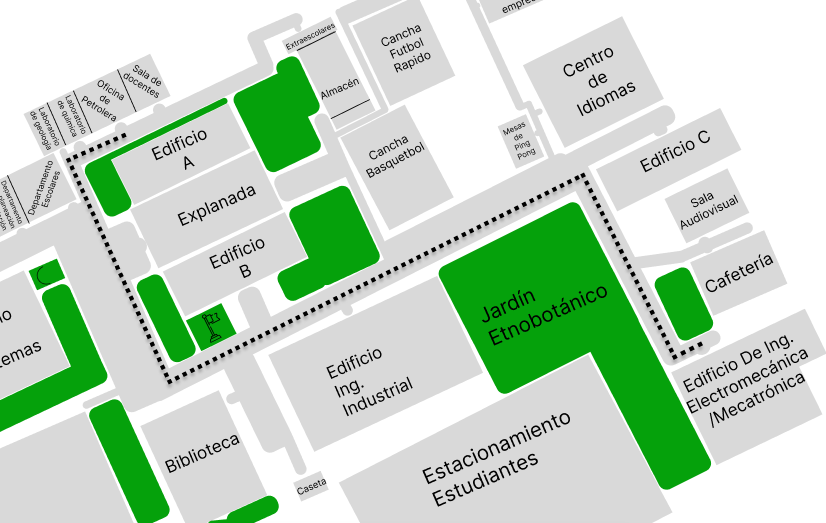 Extraescolares
Almacén
Cancha
Futbol
Rapido
empre
Centro
de
Idiomas
Sala de
docentes
Oficina
de
Petrolera
Laboratorio
de química
Laboratorio
de geología
Departamento
Escolares
Departamento
Edificio
A
Explanada
Edificio
B
Cancha
Basquetbol
Mesas
de
Ping
Pong
Edificio C
Sala
Audiovisual
Cafetería
Jardín
Etnobotánico
Edificio
Ing.
Industrial
Edificio De Ing.
Electromecánica
/Mecatrónica
Estacionamiento
Estudiantes
Biblioteca
Caseta
io
emas